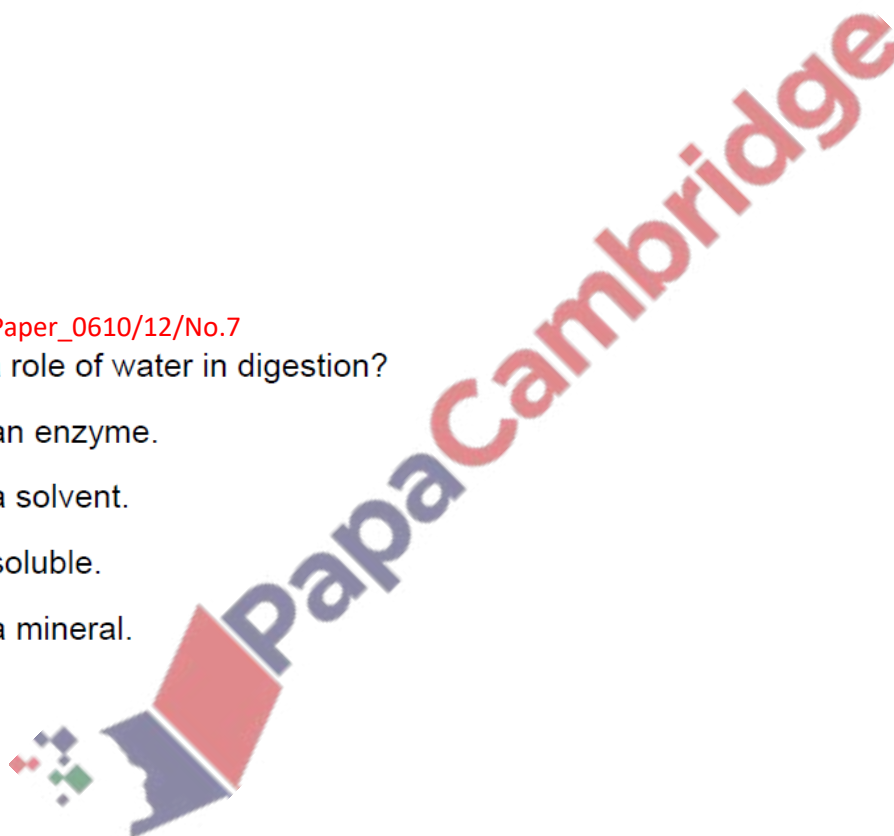 Paper_0610/12/No.7
role of water in digestion?
an enzyme.
a solvent.
soluble.
a mineral.
PapaCambridge